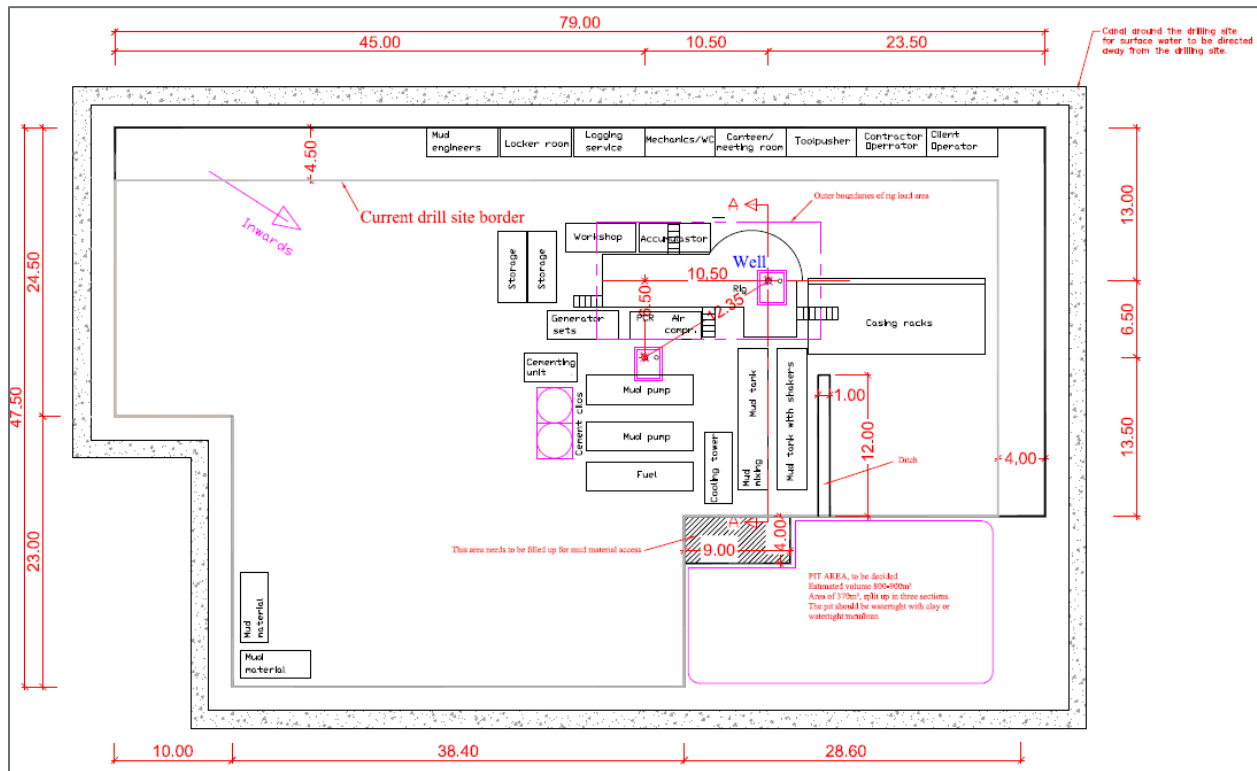 79.00
45.00
10.50
23.50
Canal around the drilling site
for surface water to be directed
away from the drilling site.
Mud
engineers
Locker room
Logging
service
Mechanics/WC
Canteen/
meeting room
Toolpusher
Contractor
Operrator
Client
Operator
4.50
Inwards
Current drill site border
Outer boundaries of rig load area
A
13.00
Storage
Storage
Workshop
Accumastor
Well
10,50
Rig
6.50
12.35
24.50
47.50
23.00
Generator
sets
PCR
Air
compr.
Casing racks
6.50
Cementing
unit
Mud pump
Mud pump
Fuel
Cement clos
Cooling tower
Mud tank
Mud
mixing
Mud tank with shakers
1.00
12.00
Ditch
4,00
13.50
A
This area needs to be filled up for mud material access
9.00
4.00
PIT AREA, to be decided
Estimated volume 800-900m³
Area of 370m², split up in three sections.
The pit should be watertight with clay or
watertight membran
Mud
material
Mud
material
10.00
38.40
28.60